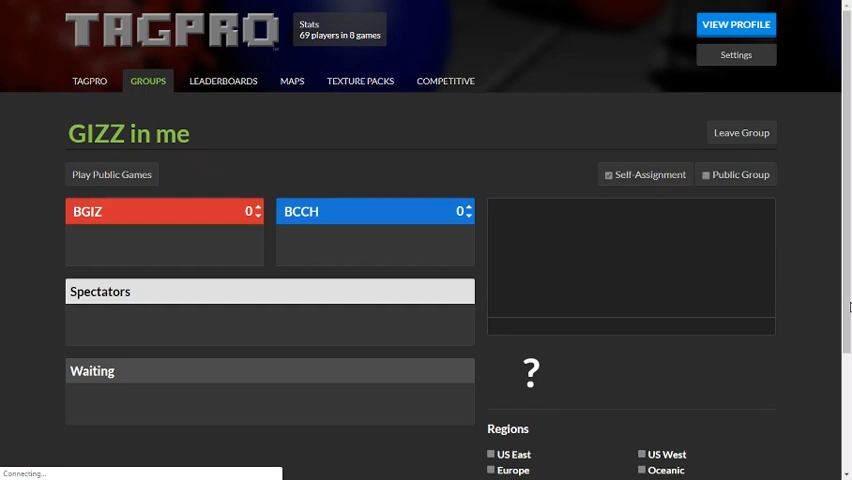 TAGPRO
Stats
69 players in 8 games
VIEW PROFILE
Settings
TAGPRO GROUPS LEADERBOARDS MAPS TEXTURE PACKS COMPETITIVE
GIZZ in me
Leave Group
Play Public Games
Self-Assignment
Public Group
BGIZ 0
BCCH 0
Spectators
Waiting
?
Regions
US East
US West
Europe
Oceanic
Connecting...